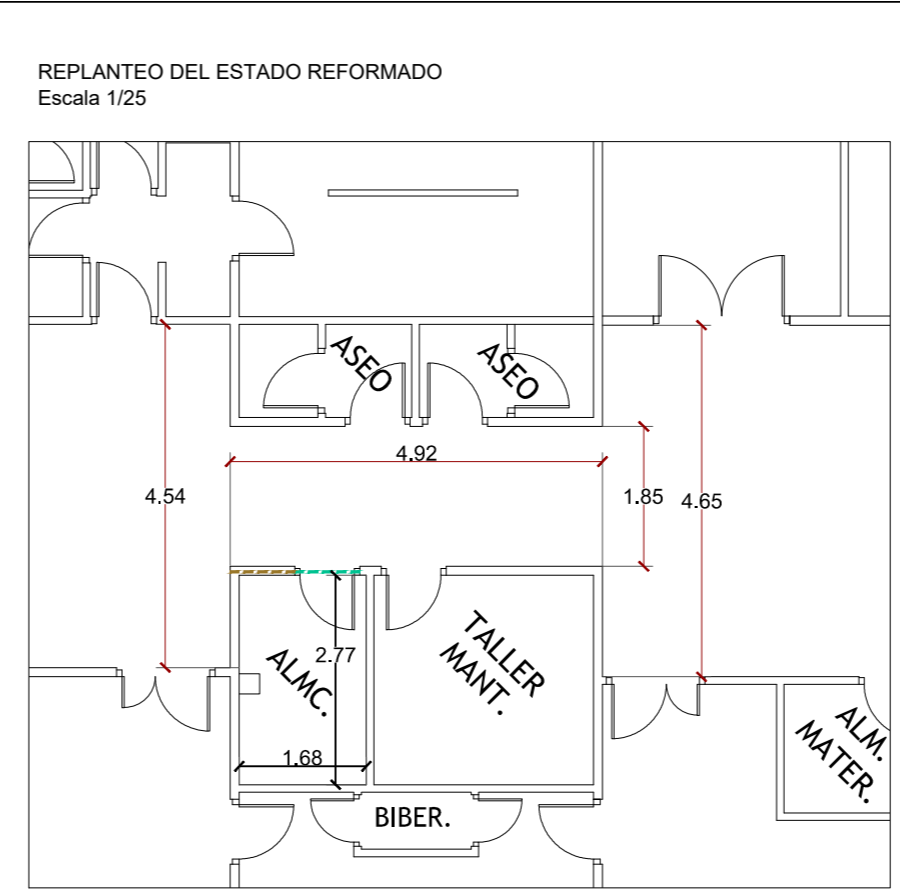 REPLANTEO DEL ESTADO REFORMADO
Escala 1/25
ASEO
ASEO
4.92
4.54
1.85
4.65
TALLER
MANT.
2.77
ALMC.
1.68
ALM.
MATER.
BIBER.